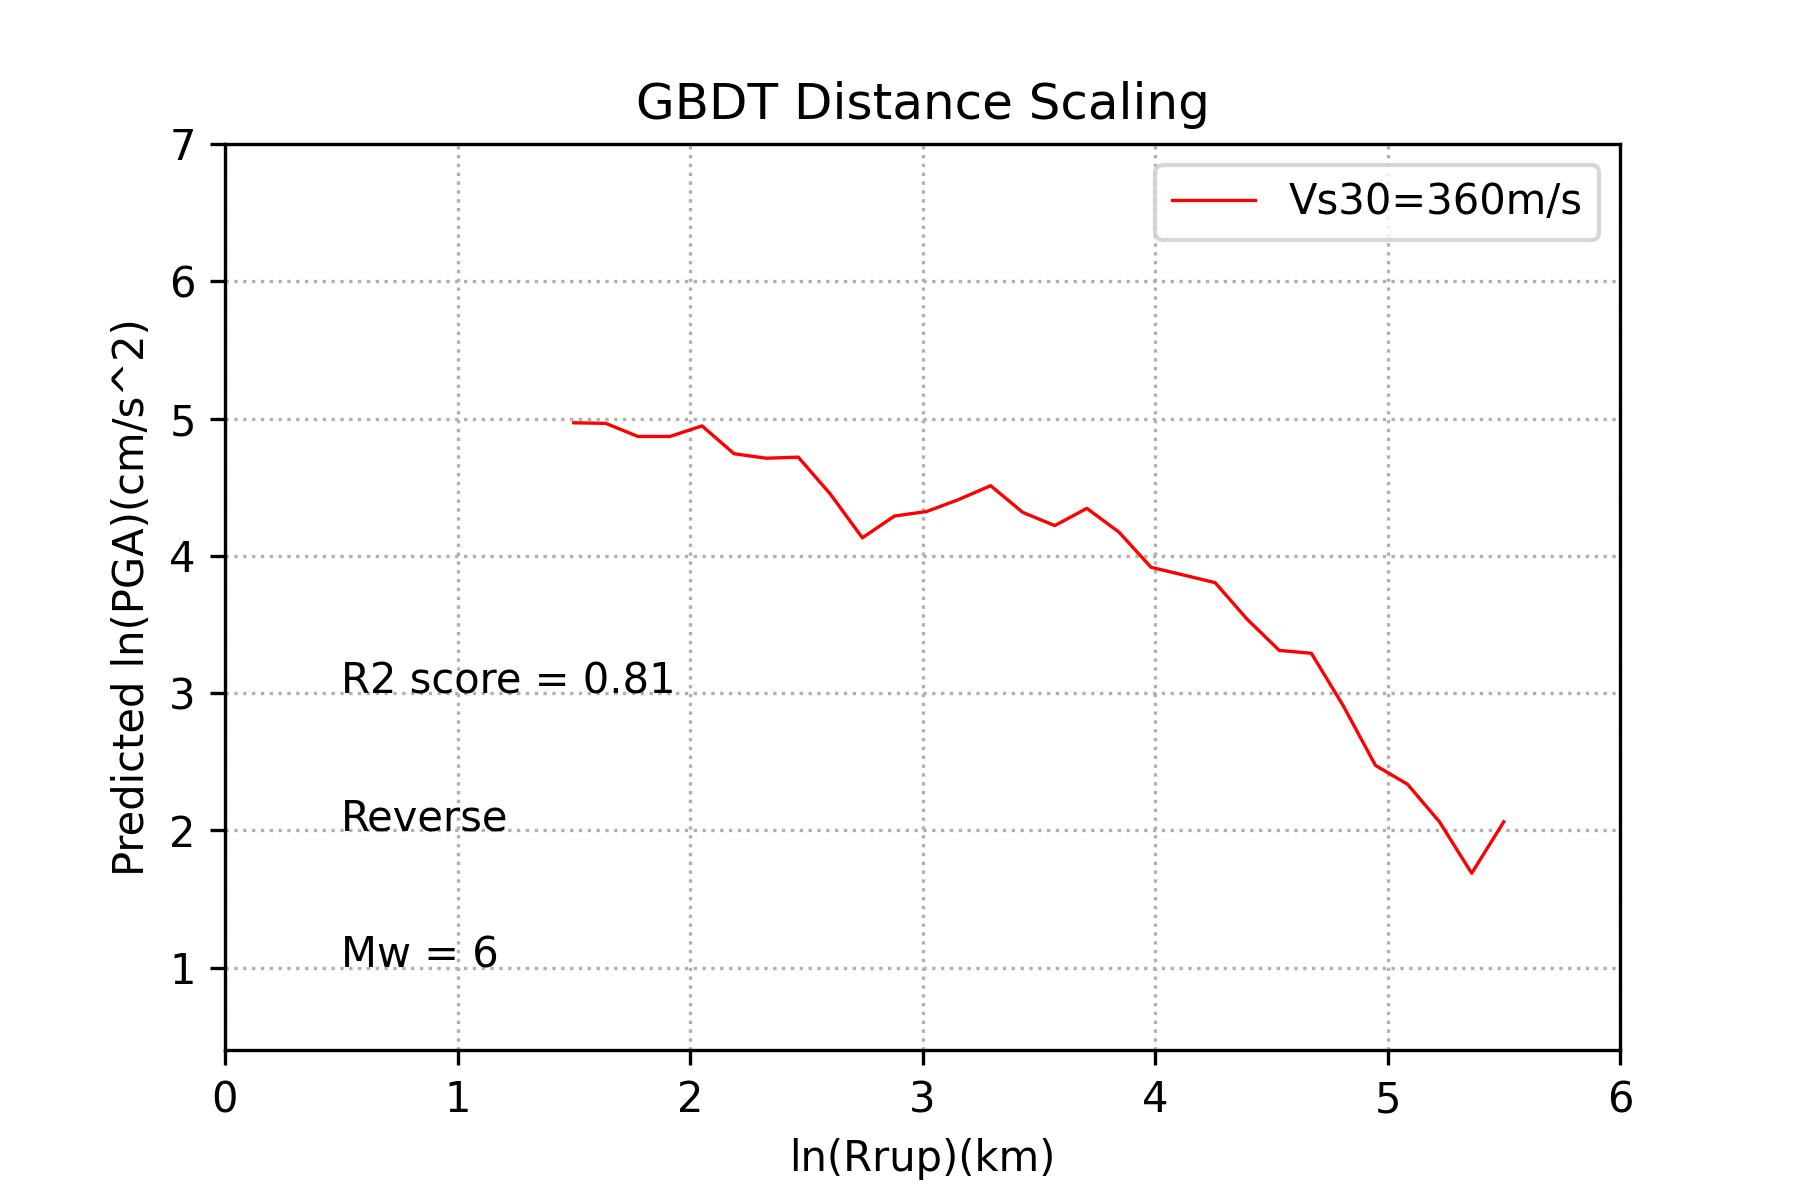 GBDT Distance Scaling
7
6
5
4
3
2
1
Predicted ln(PGA)(cm/s^2)
Vs30=360m/s
R2 score = 0.81
Reverse
Mw = 6
0 1 2 3 4 5 6
ln(Rrup)(km)